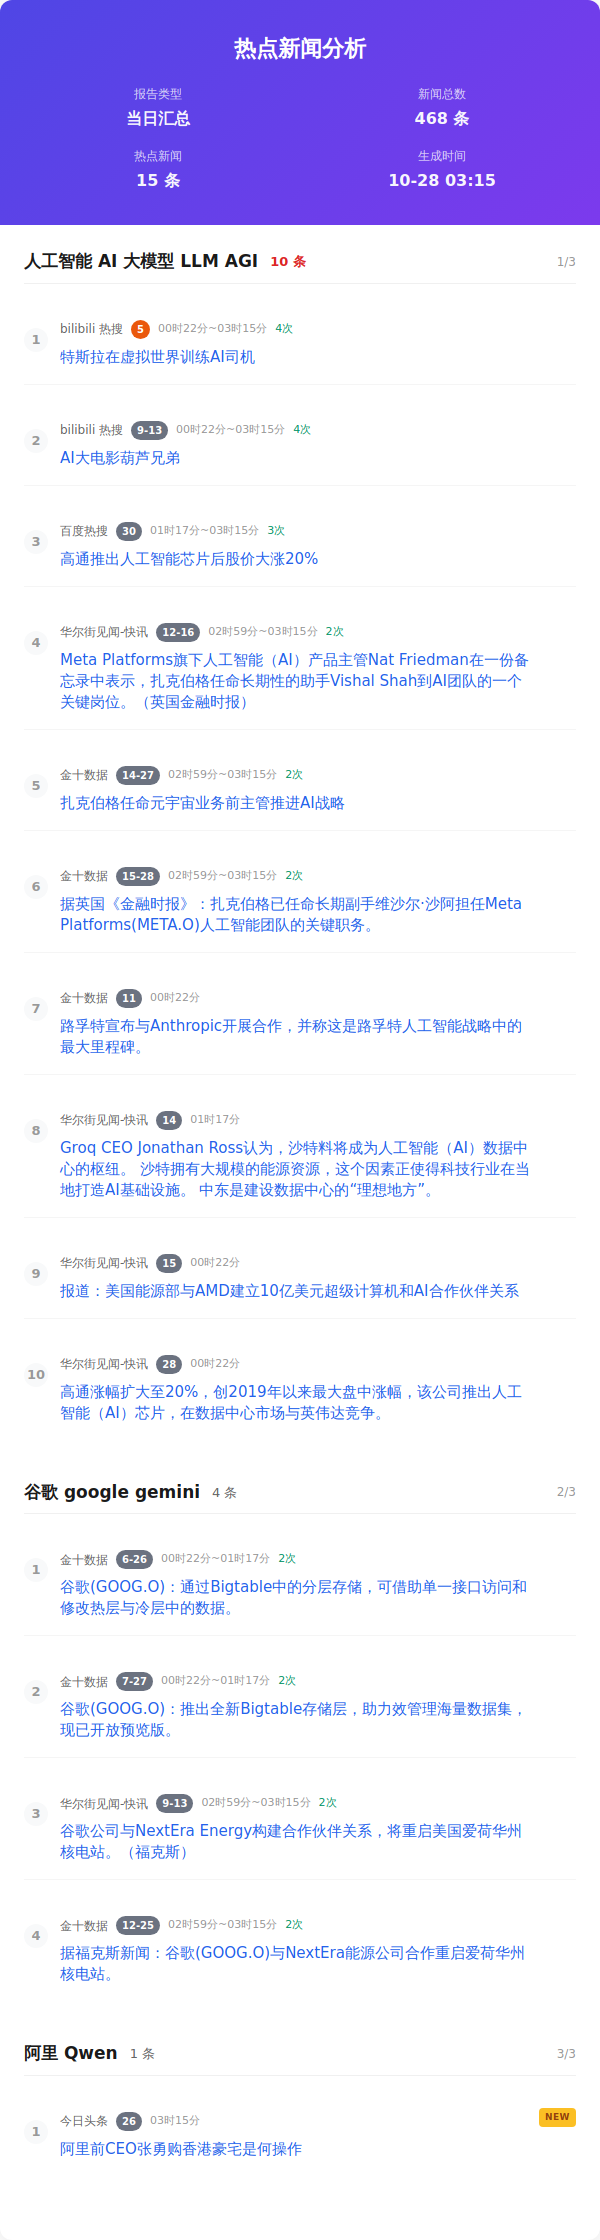 热点新闻分析
报告类型
新闻总数
当日汇总
468 条
热点新闻
生成时间
15 条
10-28 03:15
人工智能 AI 大模型 LLM AGI 10 条 1/3
1 bilibili 热搜 5 00时22分~03时15分 4次
特斯拉在虚拟世界训练AI司机
2 bilibili 热搜 9-13 00时22分~03时15分 4次
AI大电影葫芦兄弟
3 百度热搜 30 01时17分~03时15分 3次
高通推出人工智能芯片后股价大涨20%
4 华尔街见闻-快讯 12-16 02时59分~03时15分 2次
Meta Platforms旗下人工智能（AI）产品主管Nat Friedman在一份备
忘录中表示，扎克伯格任命长期性的助手Vishal Shah到AI团队的一个
关键岗位。（英国金融时报）
5 金十数据 14-27 02时59分~03时15分 2次
扎克伯格任命元宇宙业务前主管推进AI战略
6 金十数据 15-28 02时59分~03时15分 2次
据英国《金融时报》：扎克伯格已任命长期副手维沙尔·沙阿担任Meta
Platforms(META.O)人工智能团队的关键职务。
7 金十数据 11 00时22分
路孚特宣布与Anthropic开展合作，并称这是路孚特人工智能战略中的
最大里程碑。
8 华尔街见闻-快讯 14 01时17分
Groq CEO Jonathan Ross认为，沙特料将成为人工智能（AI）数据中
心的枢纽。 沙特拥有大规模的能源资源，这个因素正使得科技行业在当
地打造AI基础设施。 中东是建设数据中心的“理想地方”。
9 华尔街见闻-快讯 15 00时22分
报道：美国能源部与AMD建立10亿美元超级计算机和AI合作伙伴关系
10 华尔街见闻-快讯 28 00时22分
高通涨幅扩大至20%，创2019年以来最大盘中涨幅，该公司推出人工
智能（AI）芯片，在数据中心市场与英伟达竞争。
谷歌 google gemini 4 条 2/3
1 金十数据 6-26 00时22分~01时17分 2次
谷歌(GOOG.O)：通过Bigtable中的分层存储，可借助单一接口访问和
修改热层与冷层中的数据。
2 金十数据 7-27 00时22分~01时17分 2次
谷歌(GOOG.O)：推出全新Bigtable存储层，助力效管理海量数据集，
现已开放预览版。
3 华尔街见闻-快讯 9-13 02时59分~03时15分 2次
谷歌公司与NextEra Energy构建合作伙伴关系，将重启美国爱荷华州
核电站。（福克斯）
4 金十数据 12-25 02时59分~03时15分 2次
据福克斯新闻：谷歌(GOOG.O)与NextEra能源公司合作重启爱荷华州
核电站。
阿里 Qwen 1 条 3/3
1 今日头条 26 03时15分 NEW
阿里前CEO张勇购香港豪宅是何操作